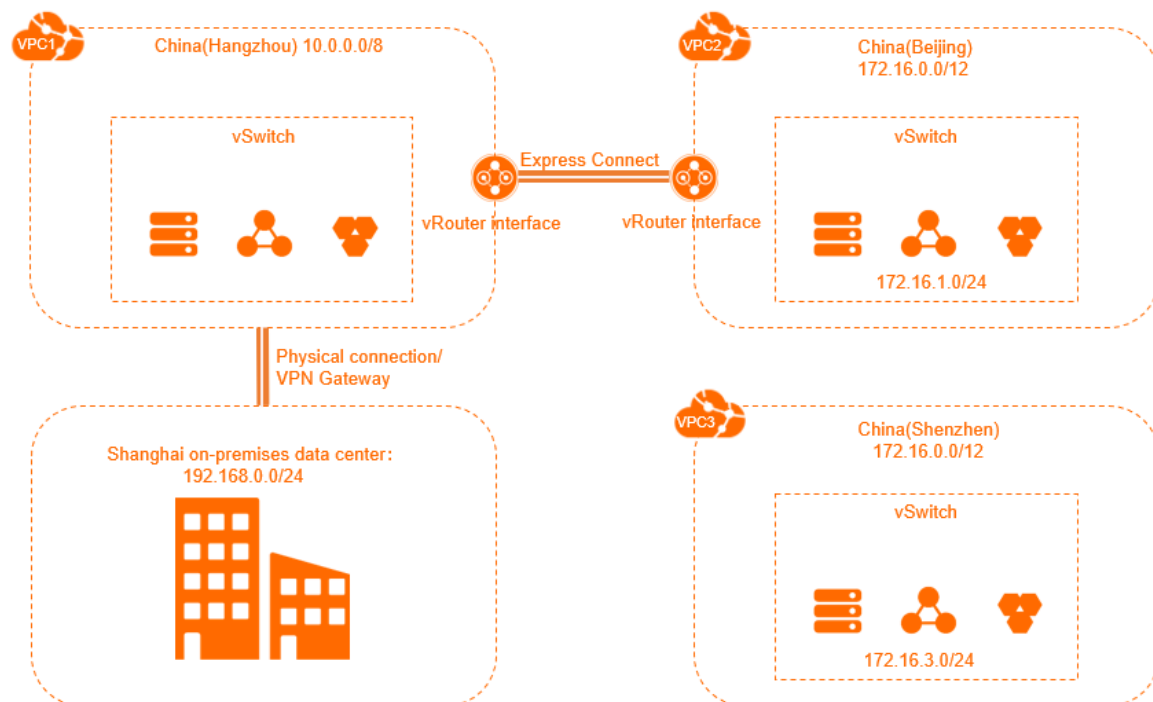 VPC1
China(Hangzhou) 10.0.0.0/8
vSwitch
Express Connect
vRouter interface
vRouter interface
VPC2
China(Beijing)
172.16.0.0/12
vSwitch
172.16.1.0/24
Physical connection/
VPN Gateway
Shanghai on-premises data center:
192.168.0.0/24
VPC3
China(Shenzhen)
172.16.0.0/12
vSwitch
172.16.3.0/24